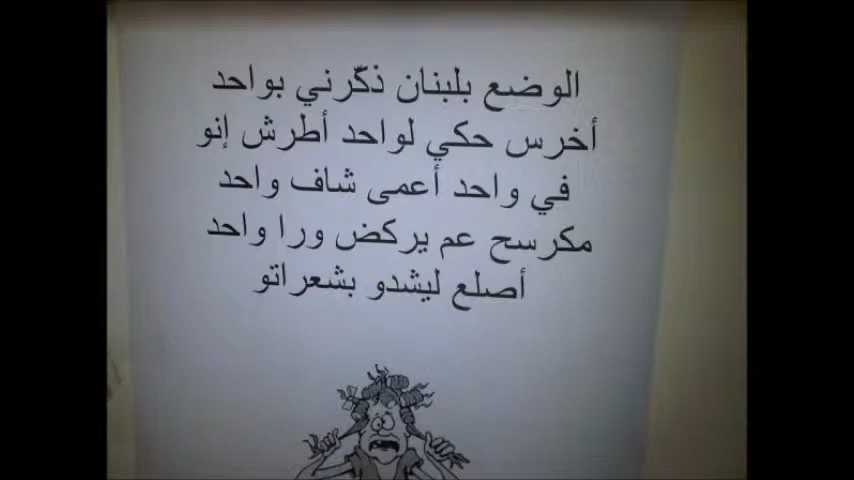 الوضع بلبنان ذكّرني بواحد
أخرس حكي لواحد أطرش إنو
في واحد أعمى شاف واحد
مكرسح عم يركض ورا واحد
أصلع ليشدو بشعراتو